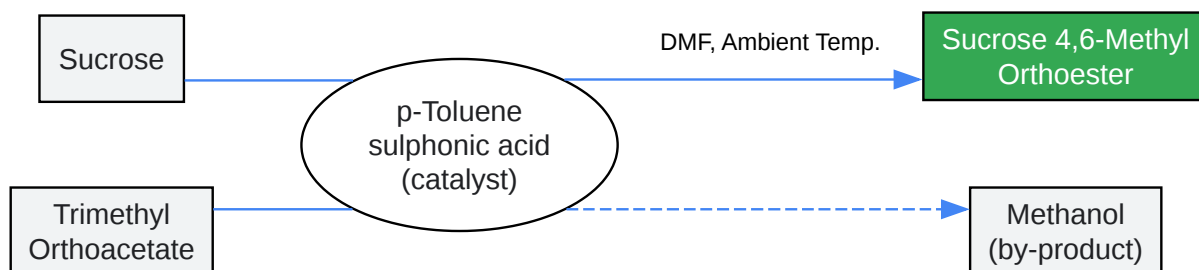 Sucrose
DMF, Ambient Temp.
Sucrose 4,6-Methyl
Orthoester
p-Toluene
sulphonic acid
(catalyst)
Trimethyl
Orthoacetate
Methanol
(by-product)